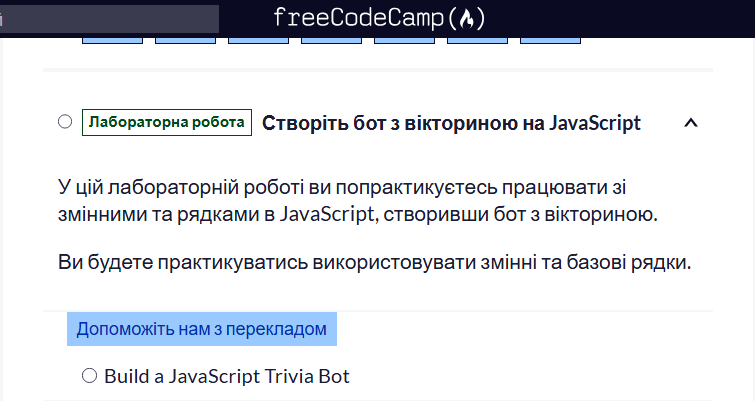 й
freeCodeCamp(🔥)
Лабораторна робота Створіть бот з вікториною на JavaScript
У цій лабораторній роботі ви попрактикуєтесь працювати зі
змінними та рядками в JavaScript, створивши бот з вікториною.
Ви будете практикуватись використовувати змінні та базові рядки.
Допоможіть нам з перекладом
Build a JavaScript Trivia Bot